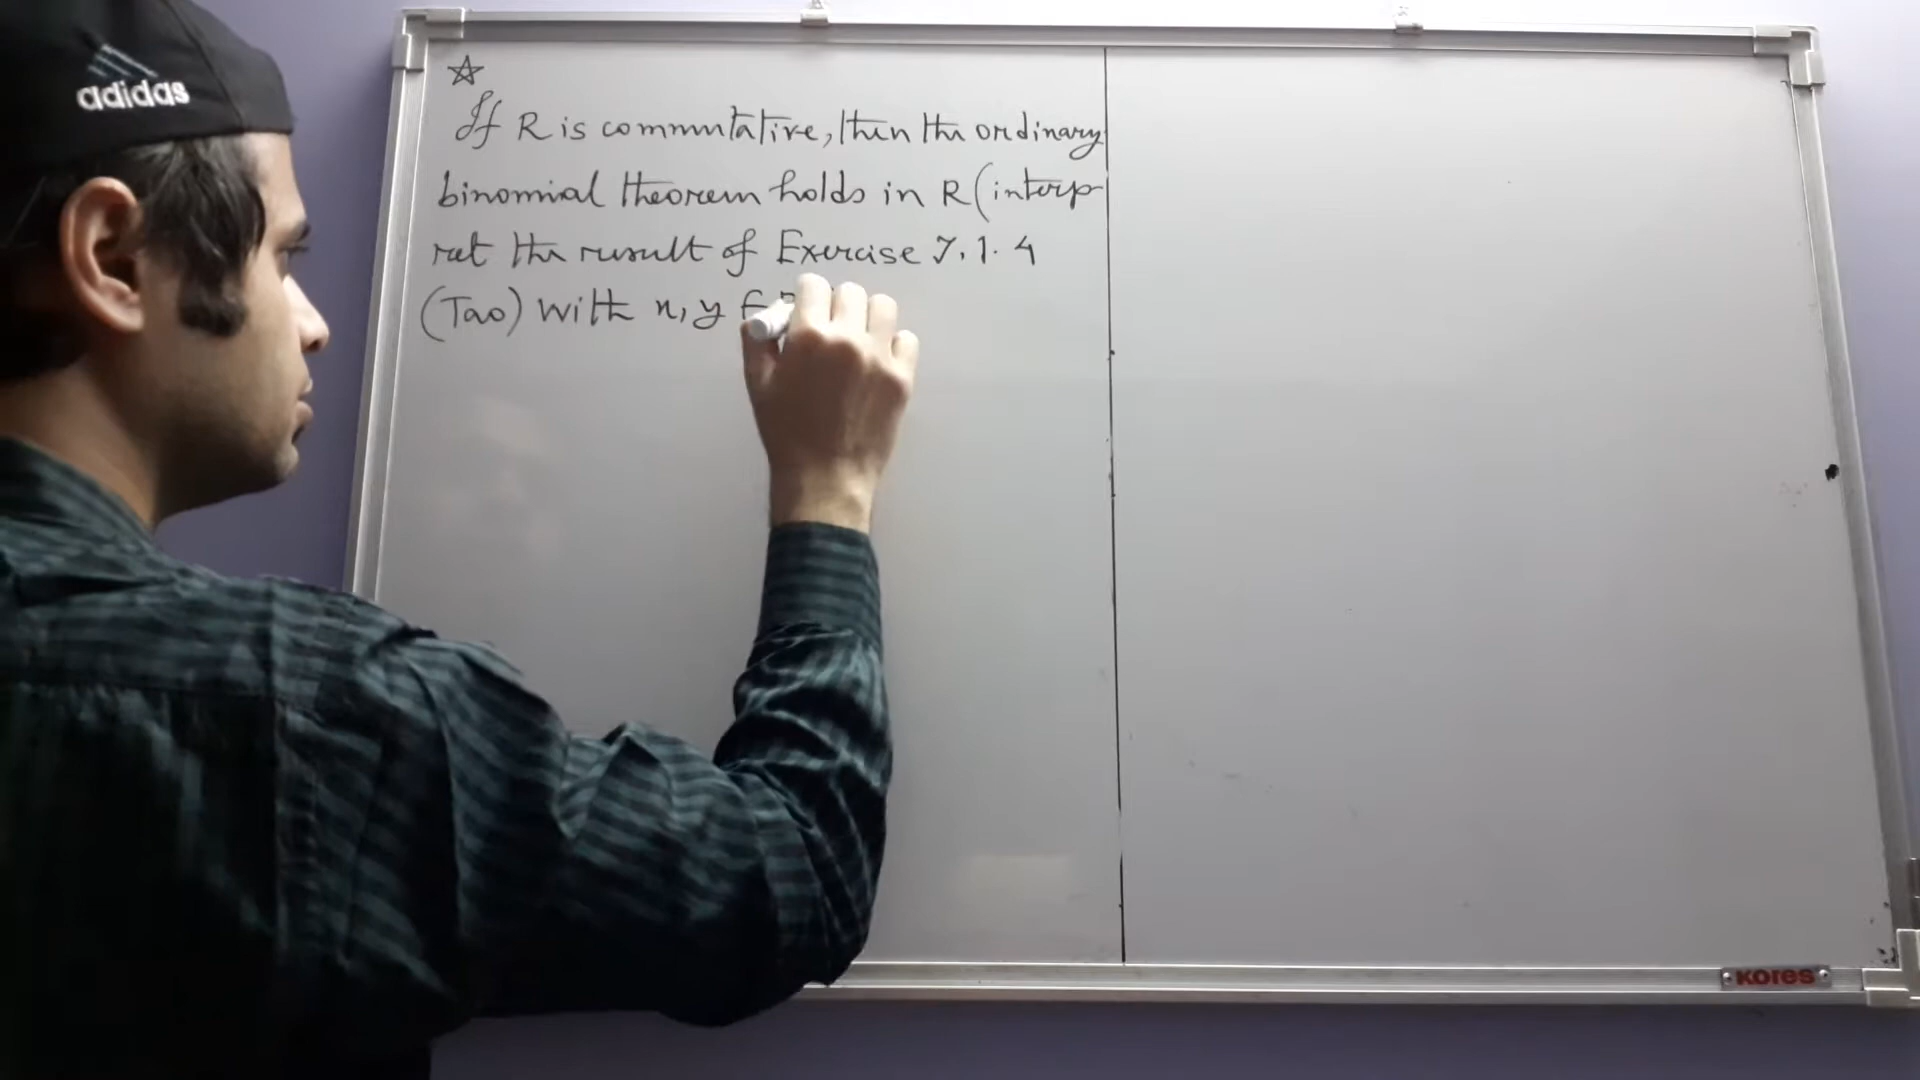 adidas
☆
If R is commutative, then the ordinary
binomial theorem holds in R (interp-
ret the result of Exercise 7.1.4
(Tao) with x, y ∈
KORES